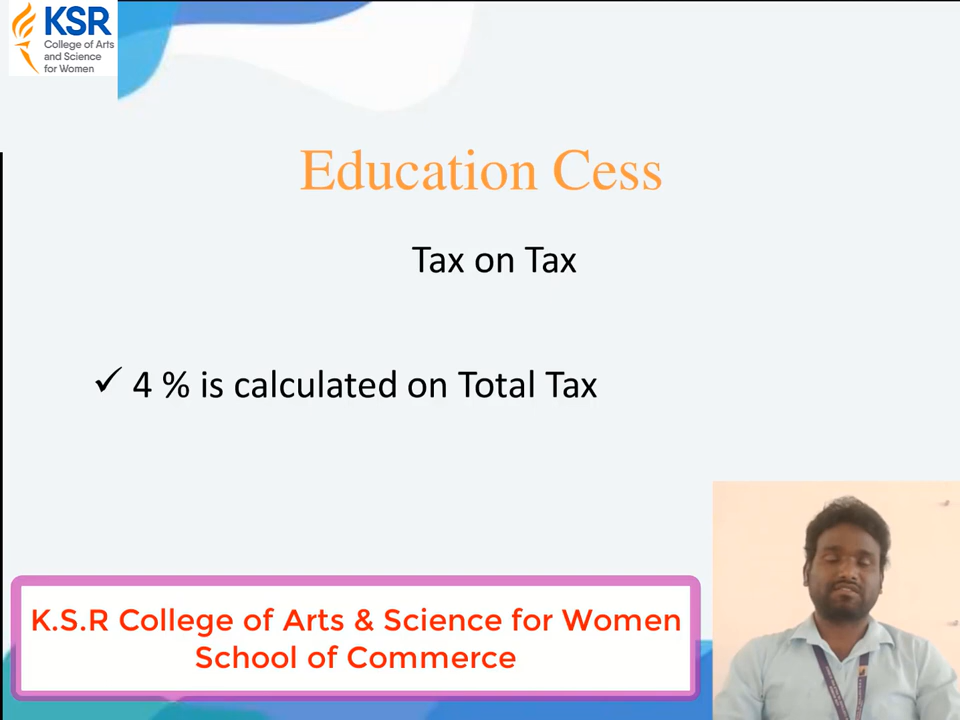 KSR
College of Arts
and Science
for Women
Education Cess
Tax on Tax
✓ 4 % is calculated on Total Tax
K.S.R College of Arts & Science for Women
School of Commerce